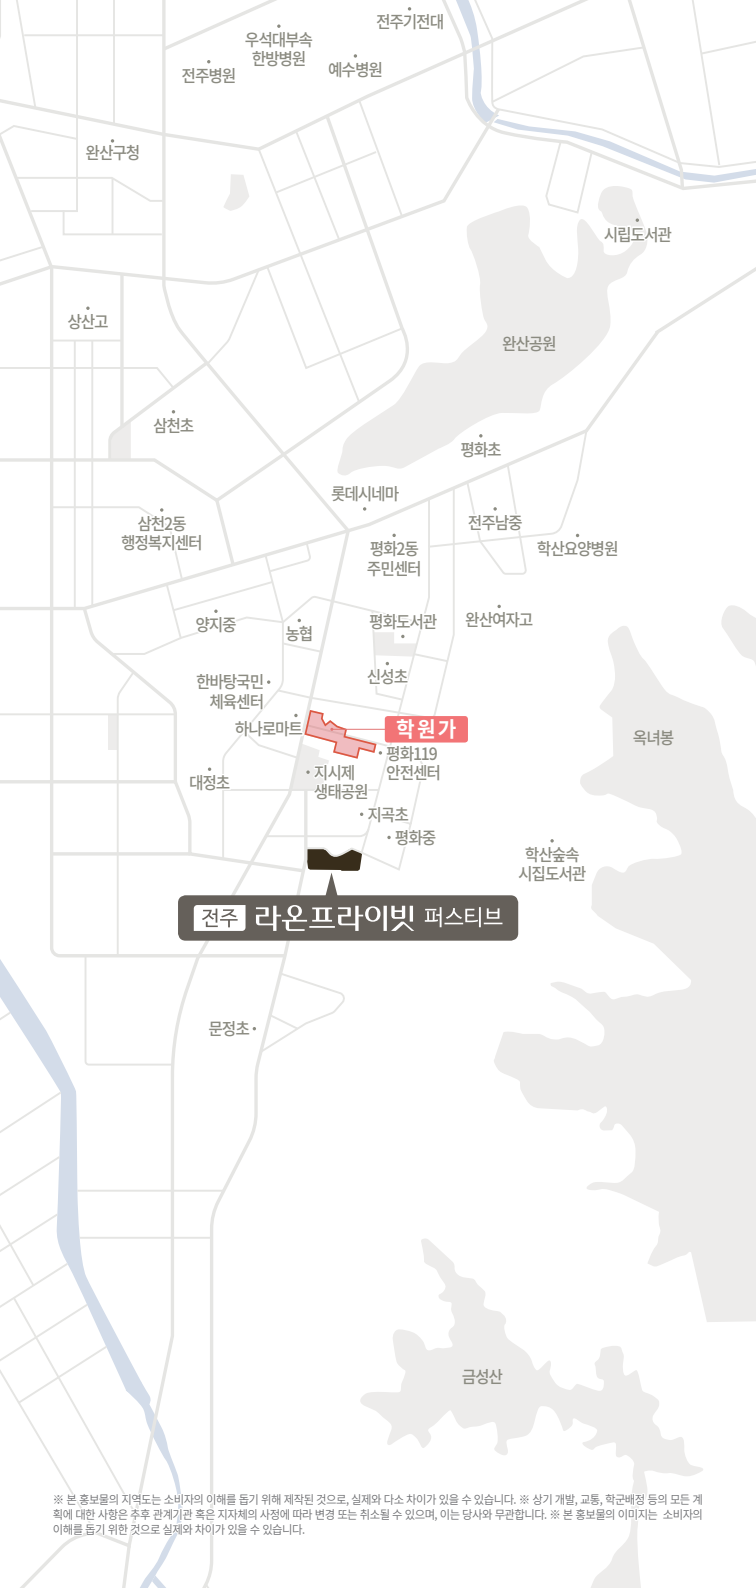 전주기전대
우석대부속
한방병원
전주병원
예수병원
완산구청
시립도서관
상산고
완산공원
삼천초
평화초
롯데시네마
삼천2동
행정복지센터
전주남중
평화2동
주민센터
학산요양병원
양지중
농협
평화도서관
완산여자고
한바탕국민
체육센터
신성초
하나로마트
학원가
옥녀봉
평화119
안전센터
대정초
지시제
생태공원
지곡초
평화중
학산숲속
시집도서관
전주 라온프라이빗 퍼스티브
문정초
금성산
※ 본 홍보물의 지역도는 소비자의 이해를 돕기 위해 제작된 것으로, 실제와 다소 차이가 있을 수 있습니다. ※ 상기 개발, 교통, 학군배정 등의 모든 계
획에 대한 사항은 추후 관계기관 혹은 지자체의 사정에 따라 변경 또는 취소될 수 있으며, 이는 당사와 무관합니다. ※ 본 홍보물의 이미지는 소비자의
이해를 돕기 위한 것으로 실제와 차이가 있을 수 있습니다.